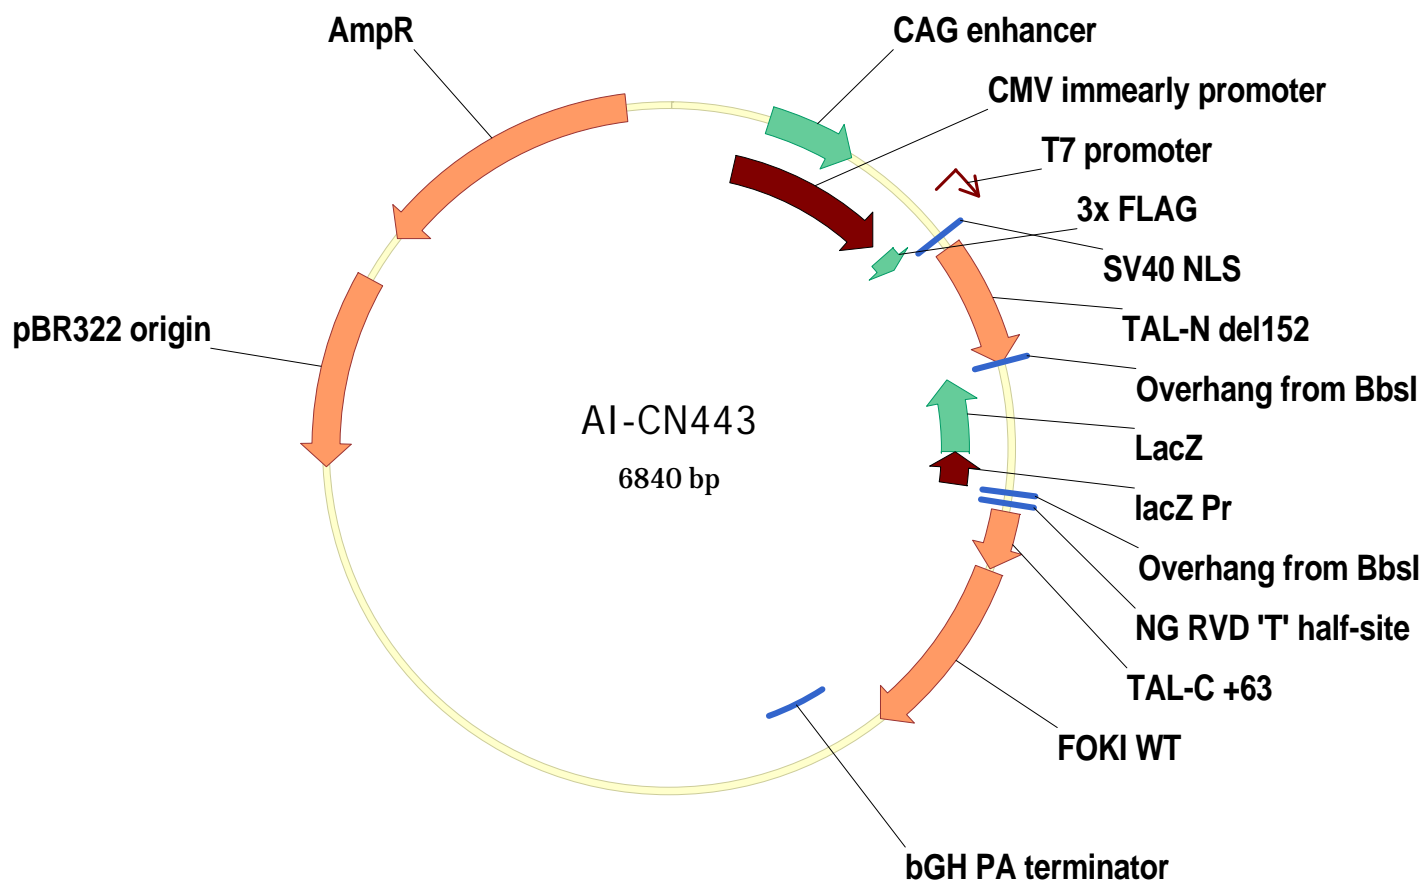 AmpR
CAG enhancer
CMV immearly promoter
T7 promoter
3x FLAG
SV40 NLS
TAL-N del152
pBR322 origin
Overhang from BbsI
AI-CN443
6840 bp
LacZ
lacZ Pr
Overhang from BbsI
NG RVD 'T' half-site
TAL-C +63
FOKI WT
bGH PA terminator